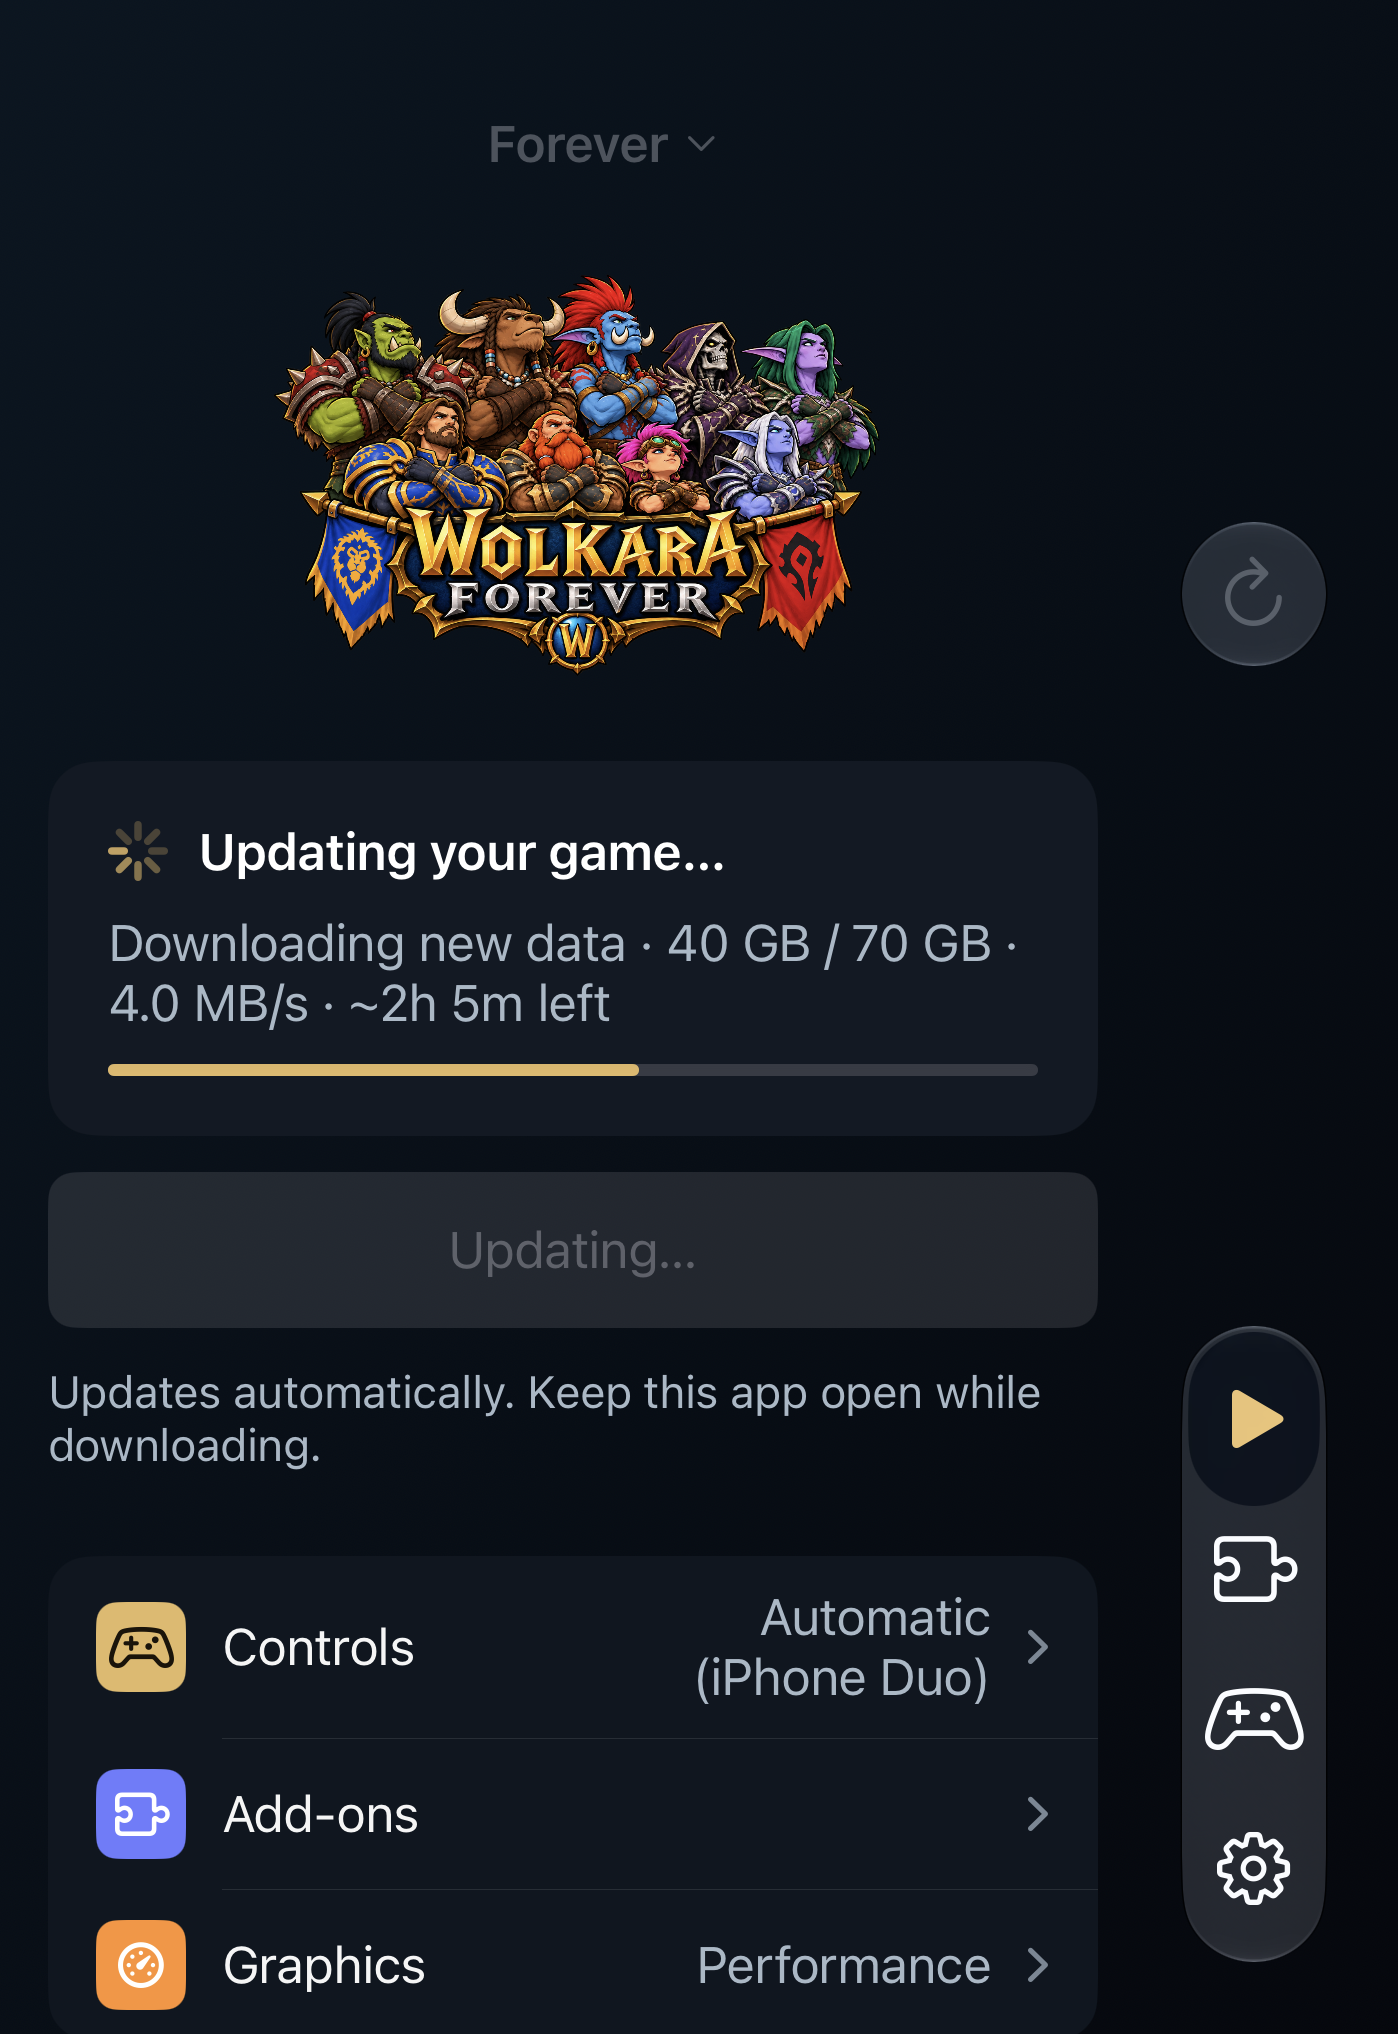 Forever
WOLKARA
FOREVER
W
Updating your game...
Downloading new data · 40 GB / 70 GB ·
4.0 MB/s · ~2h 5m left
Updating...
Updates automatically. Keep this app open while
downloading.
Controls
Automatic
(iPhone Duo)
Add-ons
Graphics
Performance